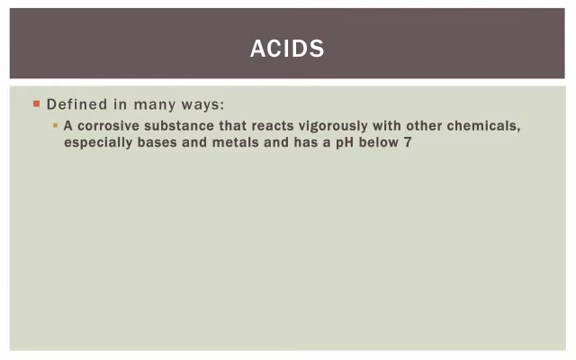 ACIDS
Defined in many ways:
A corrosive substance that reacts vigorously with other chemicals,
especially bases and metals and has a pH below 7